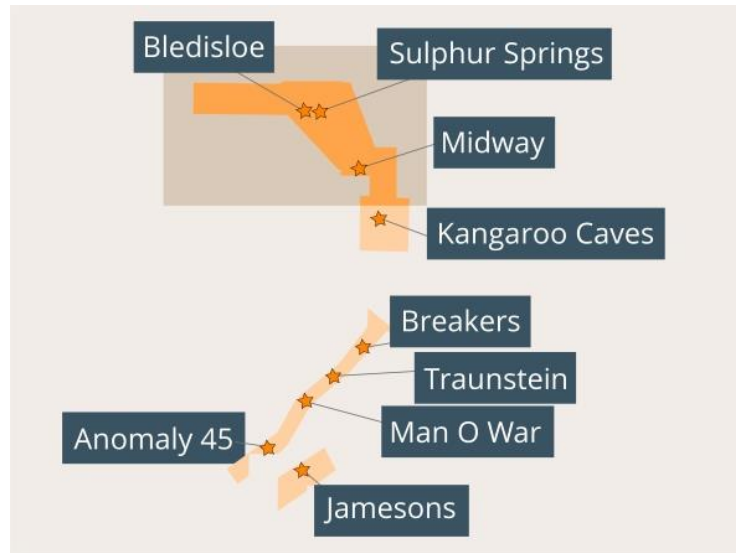 Bledisloe
Sulphur Springs
Midway
Kangaroo Caves
Breakers
Traunstein
Man O War
Anomaly 45
Jamesons